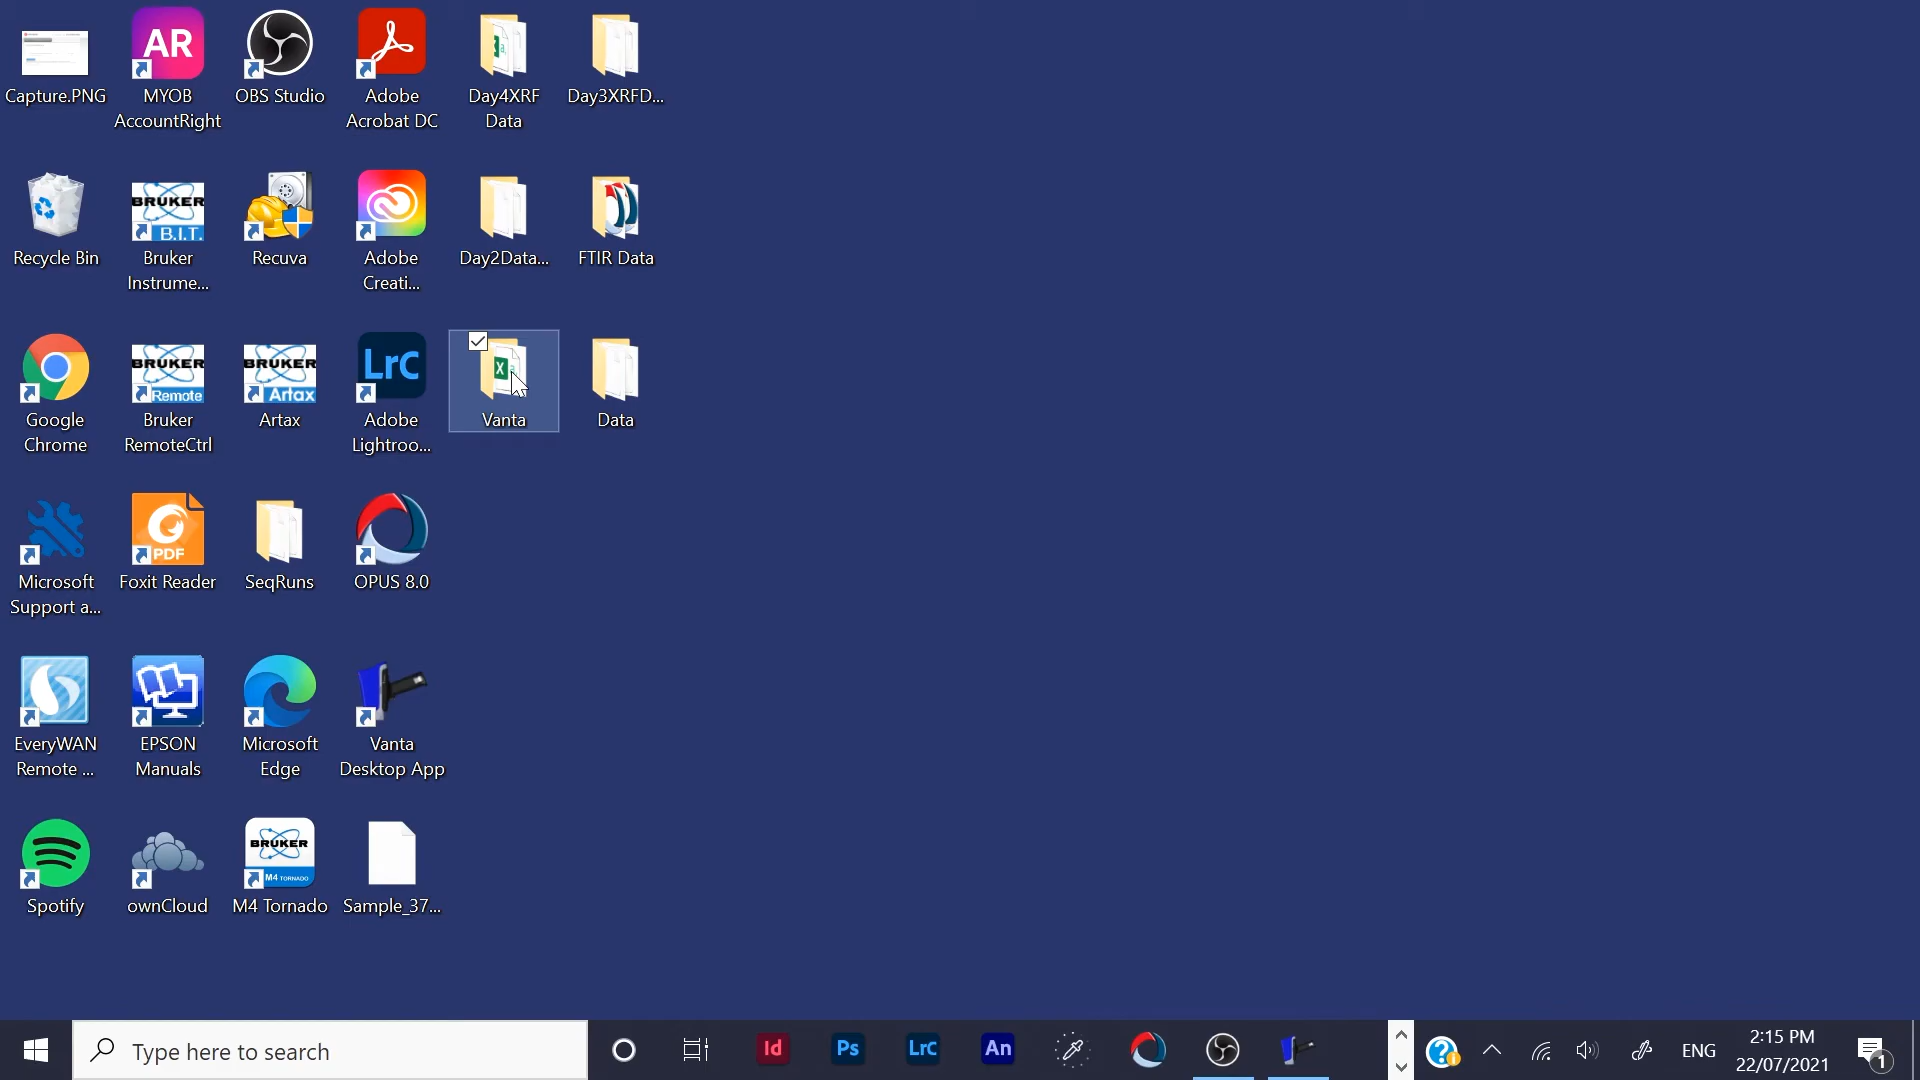 Capture.PNG
AR
MYOB
AccountRight
OBS Studio
Adobe
Acrobat DC
Day4XRF
Data
Day3XRFD...
Recycle Bin
BRUKER
B.I.T.
Bruker
Instrume...
Recuva
Adobe
Creati...
Day2Data...
FTIR Data
Google
Chrome
BRUKER
Remote
Bruker
RemoteCtrl
BRUKER
Artax
Artax
LrC
Adobe
Lightroo...
X
a
Vanta
Data
Microsoft
Support a...
PDF
Foxit Reader
SeqRuns
OPUS 8.0
EveryWAN
Remote ...
EPSON
Manuals
Microsoft
Edge
Vanta
Desktop App
Spotify
ownCloud
BRUKER
M4 TORNADO
M4 Tornado
Sample_37...
Type here to search
Id
Ps
LrC
An
ENG
2:15 PM
22/07/2021
1